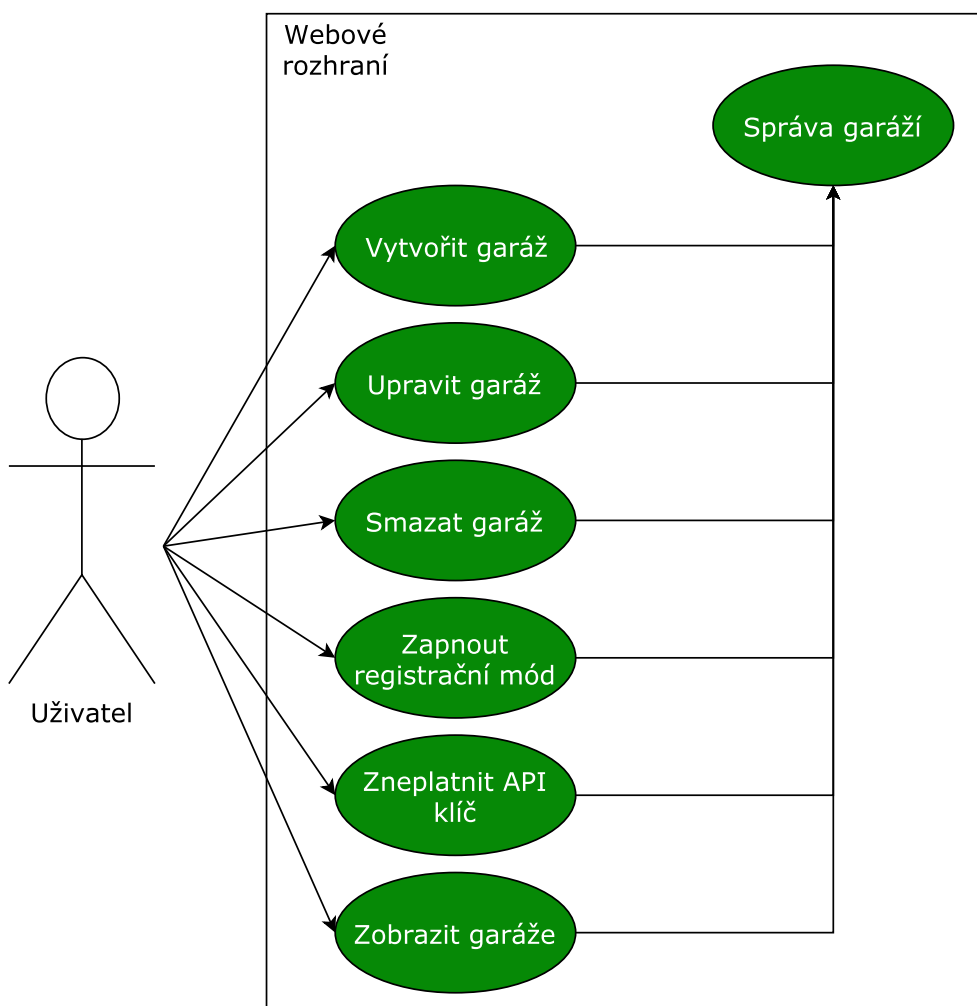 Webové
rozhraní
Správa garáží
Vytvořit garáž
Upravit garáž
Smazat garáž
Zapnout
registrační mód
Zneplatnit API
klíč
Zobrazit garáže
Uživatel